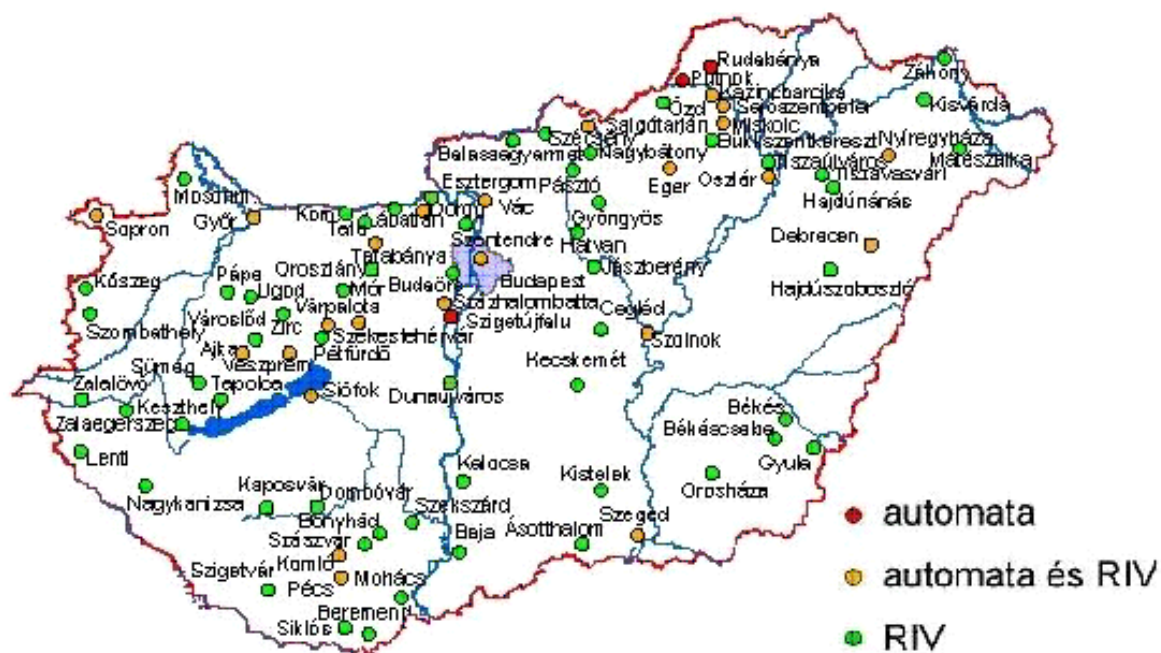 Rudabánya
Putnok
Záhony
Kazincbarcika
Ózd
Sajószentpéter
Kisvárda
Salgótarján
Miskolc
Szécsény
Bükkszentkereszt
Nyíregyháza
Balassagyarmat
Nagybátony
Tiszaújváros
Mátészalka
Mosonm
Esztergom
Pásztó
Eger
Oszlár
Tiszavasvári
Vác
Hajdúnánás
Sopron
Győr
Kom
Tata
Lábatlan
Dorog
Gyöngyös
Szentendre
Hatvan
Debrecen
Tatabánya
Oroszlány
Jászberény
Kőszeg
Pápa
Ugod
Mór
Budaörs
Budapest
Hajdúszoboszló
Várpalota
Százhalombatta
Szombathely
Városlőd
Zirc
Szigetújfalu
Cegléd
Székesfehérvár
Szolnok
Ajka
Veszprém
Pétfürdő
Kecskemét
Sümeg
Zalalövő
Tapolca
Siófok
Dunaújváros
Keszthely
Békés
Zalaegerszeg
Békéscsaba
Lenti
Gyula
Kalocsa
Kistelek
Orosháza
Nagykanizsa
Kaposvár
Dombóvár
Szekszárd
Bonyhád
Szeged
automata
Szászvár
Baja
Ásotthalom
Komló
Szigetvár
Pécs
Mohács
automata és RIV
Beremend
Siklós
RIV